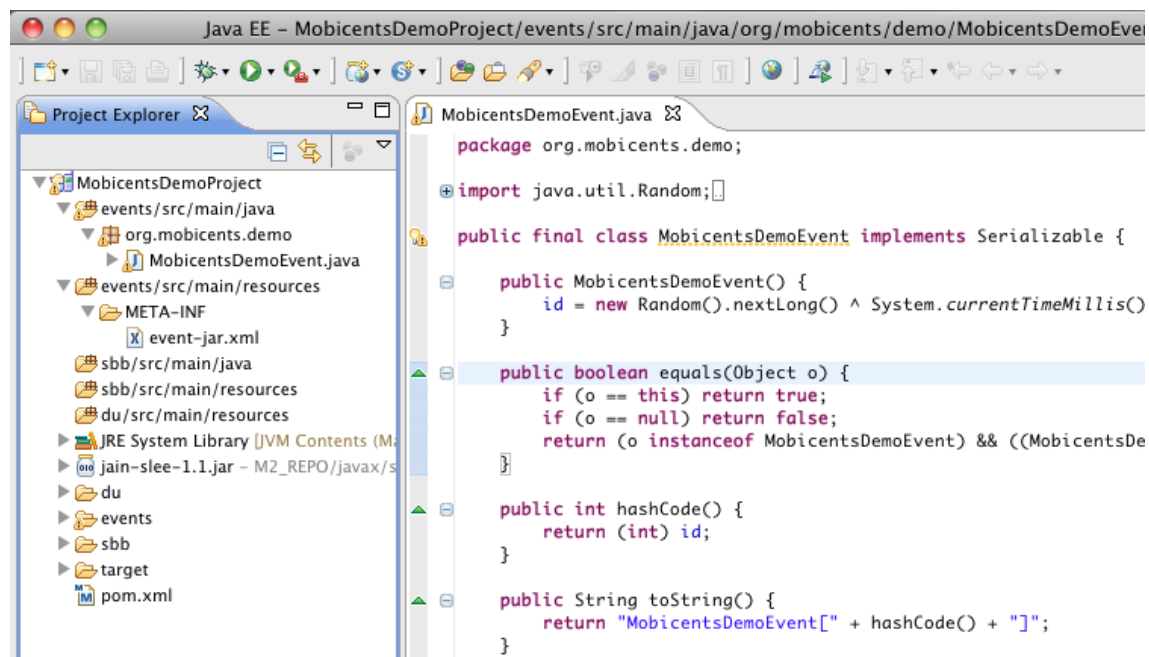 Java EE – MobicentsDemoProject/events/src/main/java/org/mobicents/demo/MobicentsDemoEve
Project Explorer
MobicentsDemoProject
events/src/main/java
org.mobicents.demo
MobicentsDemoEvent.java
events/src/main/resources
META-INF
event-jar.xml
sbb/src/main/java
sbb/src/main/resources
du/src/main/resources
JRE System Library [JVM Contents (Ma
jain-slee-1.1.jar – M2_REPO/javax/s
du
events
sbb
target
pom.xml
MobicentsDemoEvent.java
package org.mobicents.demo;
import java.util.Random;
public final class MobicentsDemoEvent implements Serializable {
public MobicentsDemoEvent() {
id = new Random().nextLong() ^ System.currentTimeMillis()
}
public boolean equals(Object o) {
if (o == this) return true;
if (o == null) return false;
return (o instanceof MobicentsDemoEvent) && ((MobicentsDe
}
public int hashCode() {
return (int) id;
}
public String toString() {
return "MobicentsDemoEvent[" + hashCode() + "]";
}